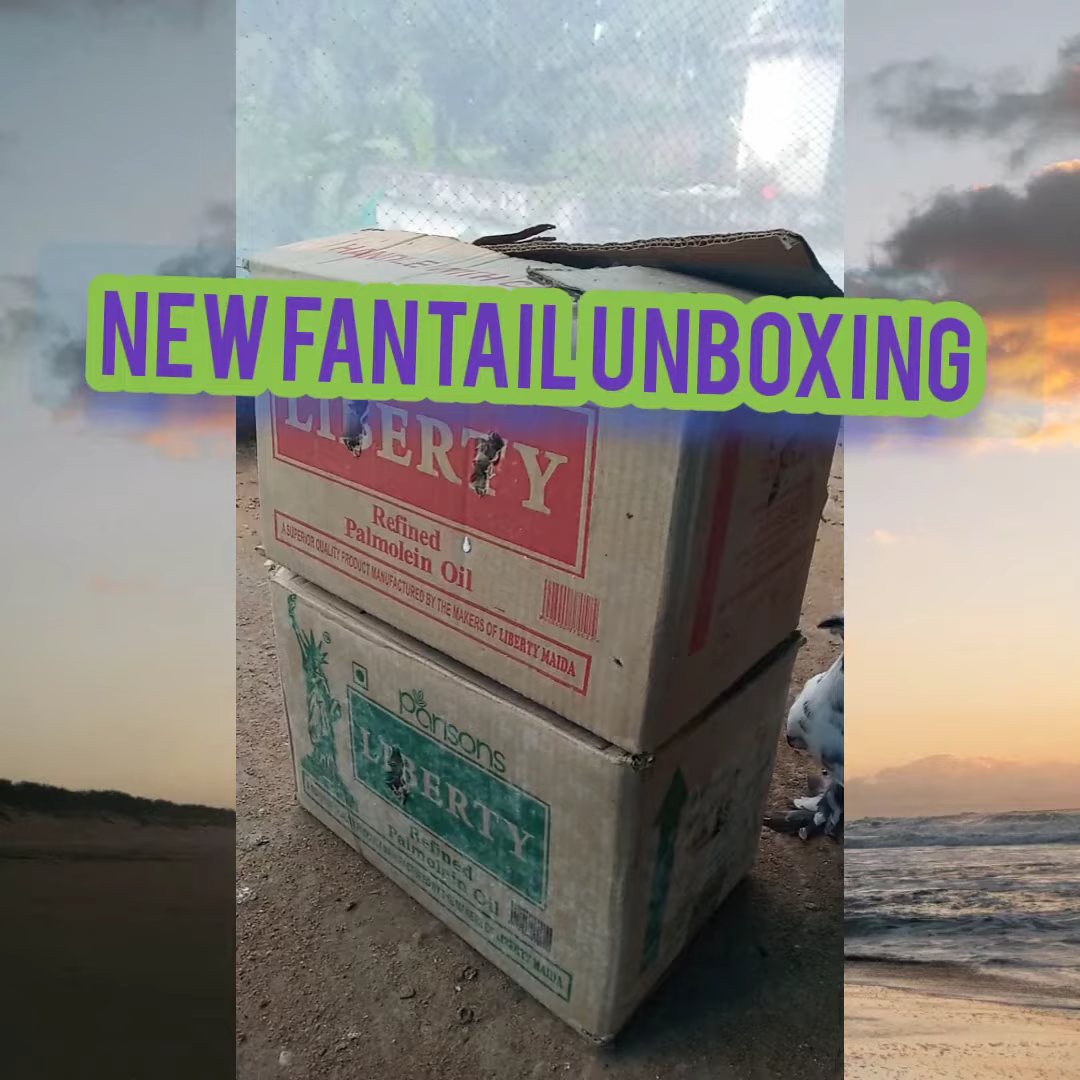 NEW FANTAIL UNBOXING
LIBERTY
Refined
Palmolein Oil
A SUPERIOR QUALITY PRODUCT MANUFACTURED BY THE MAKERS OF LIBERTY MAIDA
®
parisons
LIBERTY
Refined
Palmolein Oil